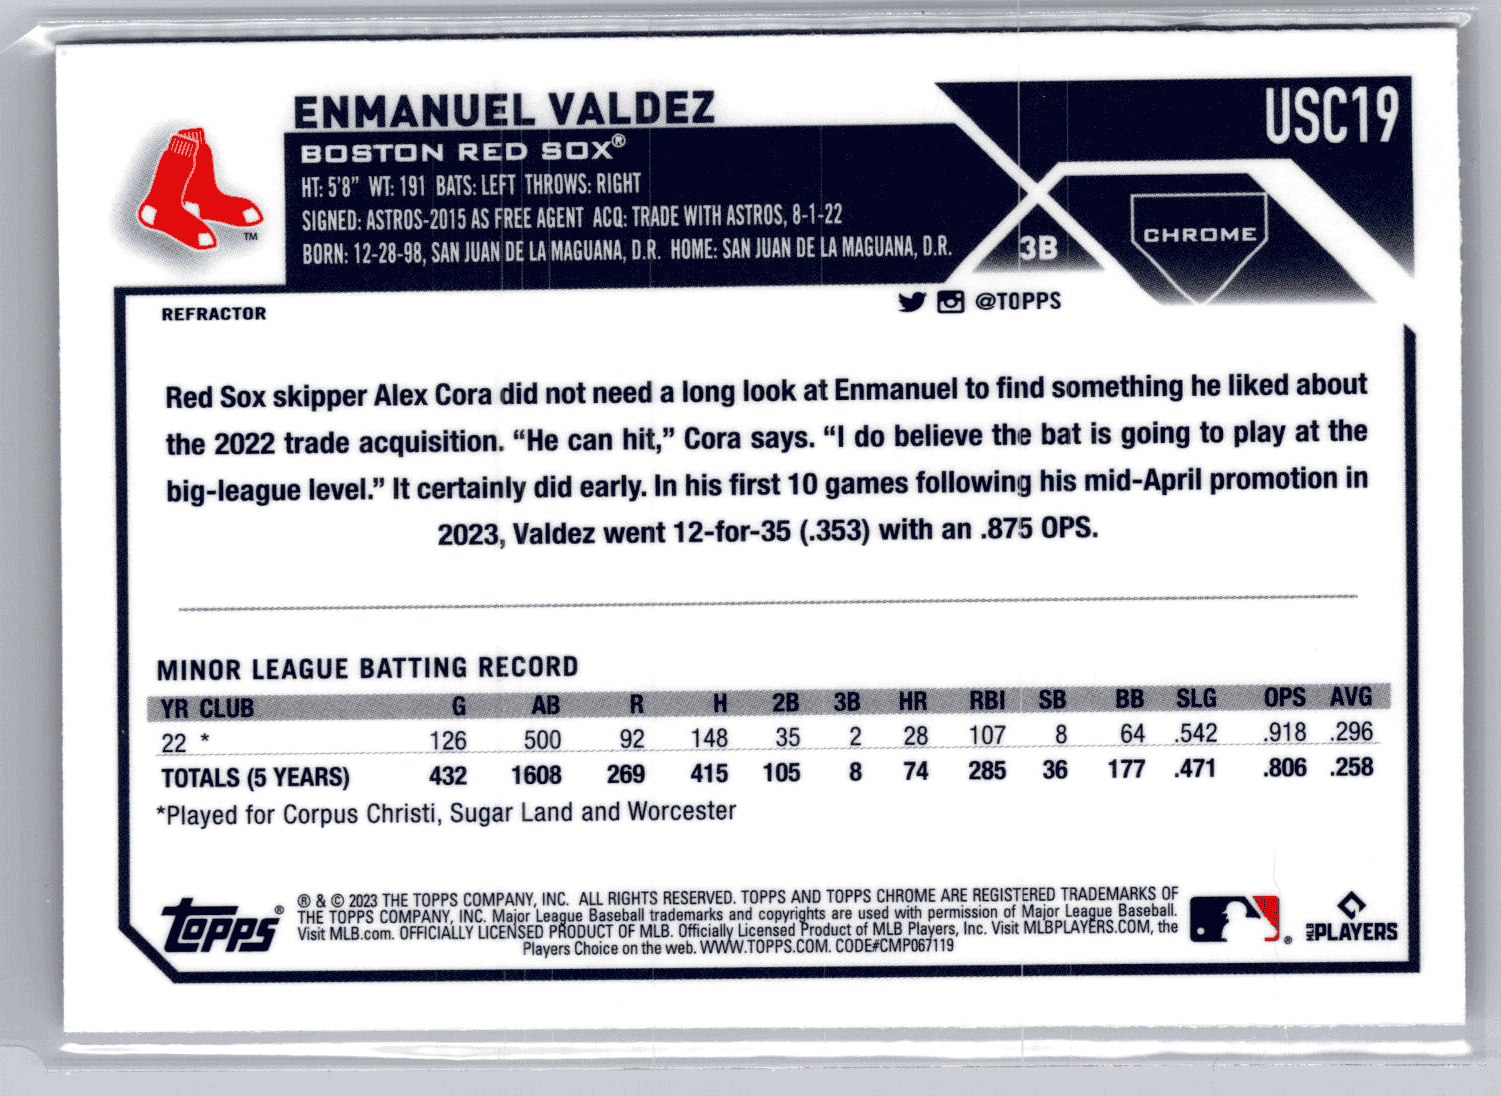 ENMANUEL VALDEZ
USC19
BOSTON RED SOX®
HT: 5'8" WT: 191 BATS: LEFT THROWS: RIGHT
SIGNED: ASTROS-2015 AS FREE AGENT ACQ: TRADE WITH ASTROS, 8-1-22
BORN: 12-28-98, SAN JUAN DE LA MAGUANA, D.R. HOME: SAN JUAN DE LA MAGUANA, D.R.
3B
CHROME
TM
REFRACTOR
@TOPPS
Red Sox skipper Alex Cora did not need a long look at Enmanuel to find something he liked about
the 2022 trade acquisition. “He can hit,” Cora says. “I do believe the bat is going to play at the
big-league level.” It certainly did early. In his first 10 games following his mid-April promotion in
2023, Valdez went 12-for-35 (.353) with an .875 OPS.
MINOR LEAGUE BATTING RECORD
YR CLUB G AB R H 2B 3B HR RBI SB BB SLG OPS AVG
22 * 126 500 92 148 35 2 28 107 8 64 .542 .918 .296
TOTALS (5 YEARS) 432 1608 269 415 105 8 74 285 36 177 .471 .806 .258
*Played for Corpus Christi, Sugar Land and Worcester
Topps®
® & © 2023 THE TOPPS COMPANY, INC. ALL RIGHTS RESERVED. TOPPS AND TOPPS CHROME ARE REGISTERED TRADEMARKS OF
THE TOPPS COMPANY, INC. Major League Baseball trademarks and copyrights are used with permission of Major League Baseball.
Visit MLB.com. OFFICIALLY LICENSED PRODUCT OF MLB. Officially Licensed Product of MLB Players, Inc. Visit MLBPLAYERS.COM, the
Players Choice on the web. WWW.TOPPS.COM. CODE#CMP067119
®
MLB PLAYERS